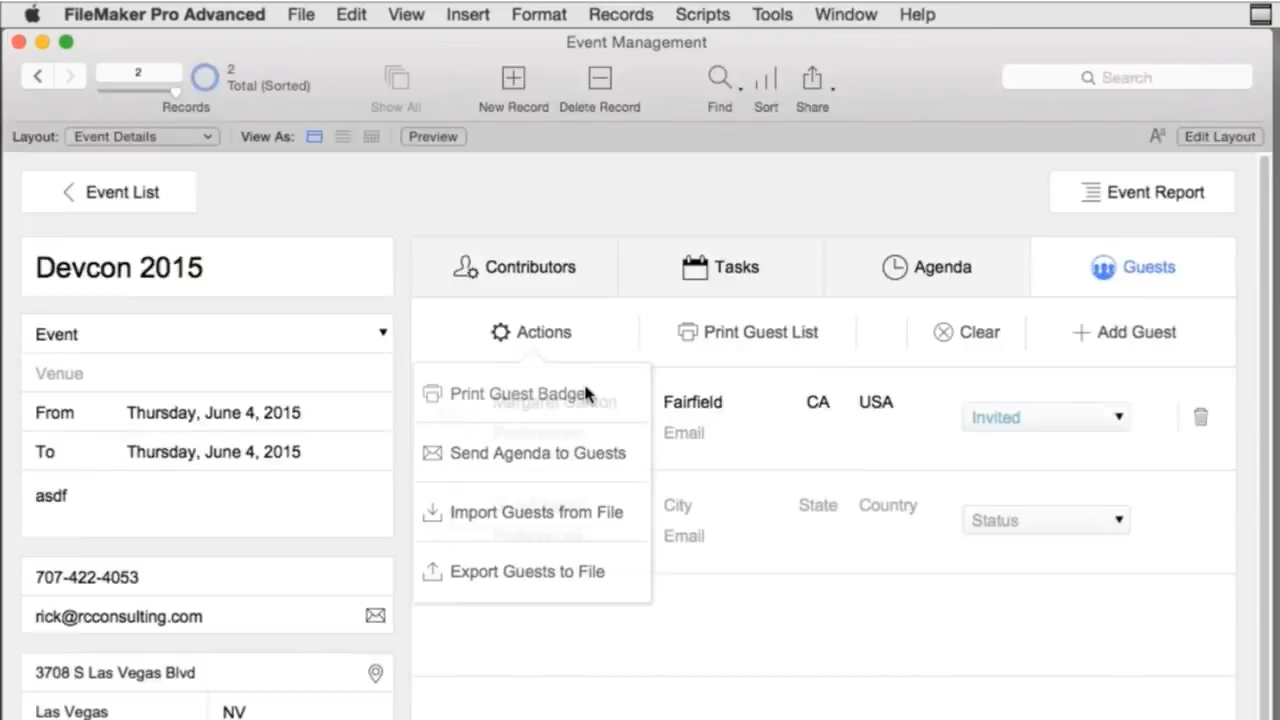 FileMaker Pro Advanced File Edit View Insert Format Records Scripts Tools Window Help
Event Management
2
2
Total (Sorted)
Records
Show All
New Record
Delete Record
Find
Sort
Share
Search
Layout: Event Details
View As:
Preview
Edit Layout
Event List
Event Report
Devcon 2015
Event
Venue
From Thursday, June 4, 2015
To Thursday, June 4, 2015
asdf
707-422-4053
rick@rcconsulting.com
3708 S Las Vegas Blvd
Las Vegas NV
Contributors
Tasks
Agenda
Guests
Actions
Print Guest List
Clear
Add Guest
Print Guest Badge
Send Agenda to Guests
Import Guests from File
Export Guests to File
Fairfield CA USA
Email
Invited
City State Country
Email
Status